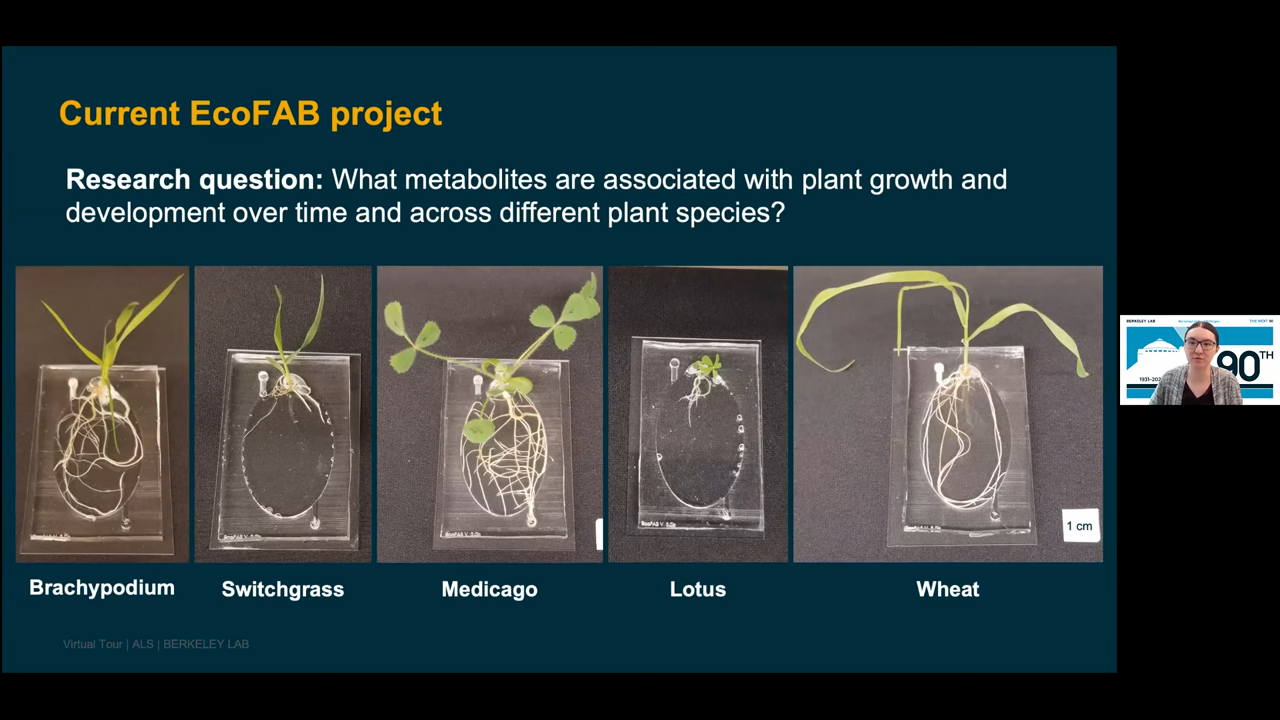 Current EcoFAB project
Research question: What metabolites are associated with plant growth and
development over time and across different plant species?
1 cm
Brachypodium
Switchgrass
Medicago
Lotus
Wheat
Virtual Tour | ALS | BERKELEY LAB
BERKELEY LAB
90TH